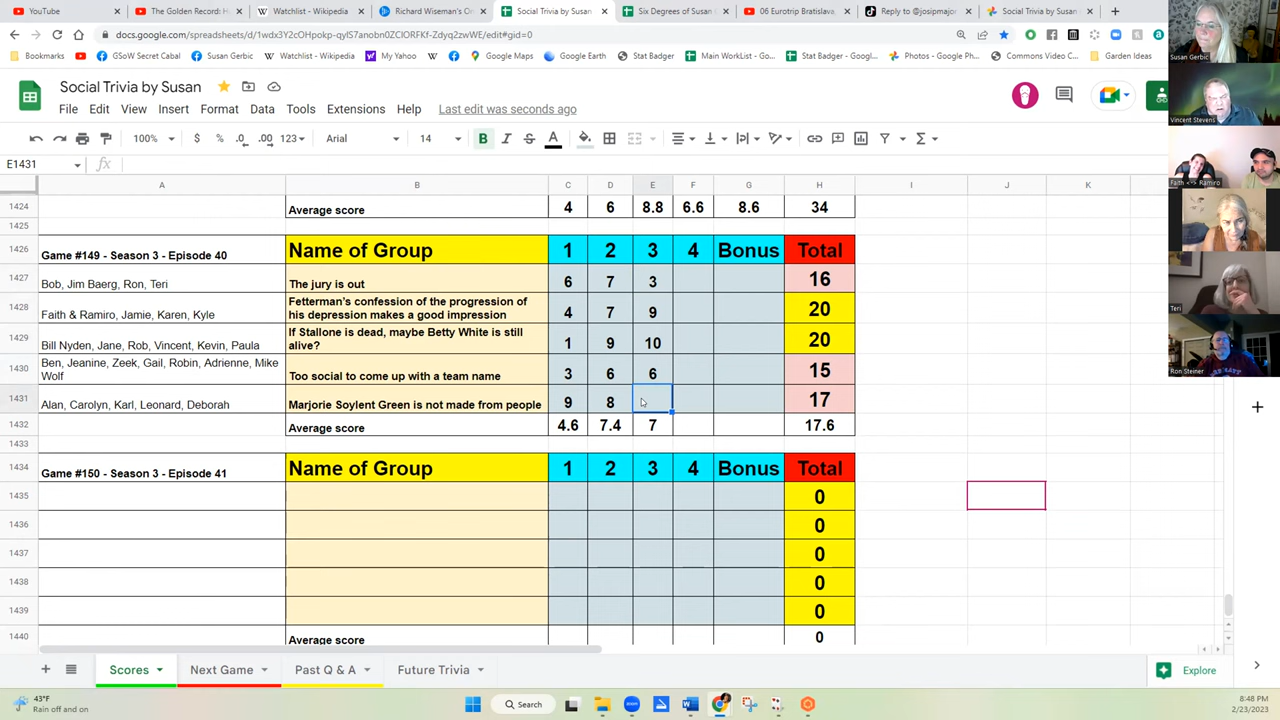 YouTube
The Golden Record: H
Watchlist - Wikipedia
Richard Wiseman's O
Social Trivia by Susan
Six Degrees of Susan
06 Eurotrip Bratislava,
Reply to @josipmajor
Social Trivia by Susan
docs.google.com/spreadsheets/d/1wdx3Y2cOHpokp-qylS7anobn0ZClORFKf-Zdyq2zwWE/edit#gid=0
Bookmarks
GSoW Secret Cabal
Susan Gerbic
Watchlist - Wikipe...
My Yahoo
Google Maps
Google Earth
Stat Badger
Main WorkList - Go...
Stat Badger - Googl...
Google Photos - Ph...
Commons Video C...
Garden Ideas
Social Trivia by Susan
File Edit View Insert Format Data Tools Extensions Help Last edit was seconds ago
100% $ % .0 .00 123 Arial 14 B I S A
E1431 fx
A B C D E F G H J K
1424 Average score 4 6 8.8 6.6 8.6 34
1425
1426 Game #149 - Season 3 - Episode 40 Name of Group 1 2 3 4 Bonus Total
1427 Bob, Jim Baerg, Ron, Teri The jury is out 6 7 3 16
1428 Faith & Ramiro, Jamie, Karen, Kyle Fetterman's confession of the progression of his depression makes a good impression 4 7 9 20
1429 Bill Nyden, Jane, Rob, Vincent, Kevin, Paula If Stallone is dead, maybe Betty White is still alive? 1 9 10 20
1430 Ben, Jeanine, Zeek, Gail, Robin, Adrienne, Mike Wolf Too social to come up with a team name 3 6 6 15
1431 Alan, Carolyn, Karl, Leonard, Deborah Marjorie Soylent Green is not made from people 9 8 17
1432 Average score 4.6 7.4 7 17.6
1433
1434 Game #150 - Season 3 - Episode 41 Name of Group 1 2 3 4 Bonus Total
1435 0
1436 0
1437 0
1438 0
1439 0
1440 Average score 0
Scores
Next Game
Past Q & A
Future Trivia
Explore
Susan Gerbic
Vincent Stevens
Faith <-> Ramiro
Teri
Ron Steiner
43°F
Rain off and on
Search
8:48 PM
2/23/2023